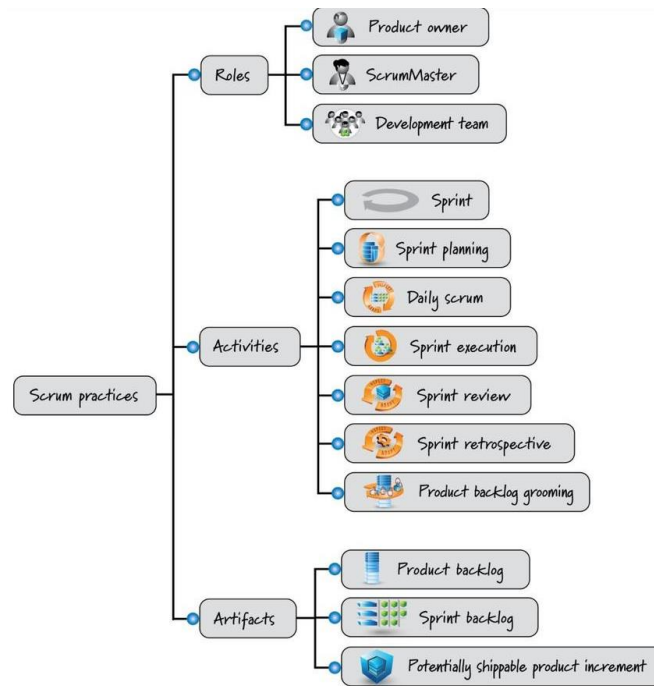 Scrum practices
Roles
Product owner
ScrumMaster
Development team
Activities
Sprint
Sprint planning
Daily scrum
Sprint execution
Sprint review
Sprint retrospective
Product backlog grooming
Artifacts
Product backlog
Sprint backlog
Potentially shippable product increment